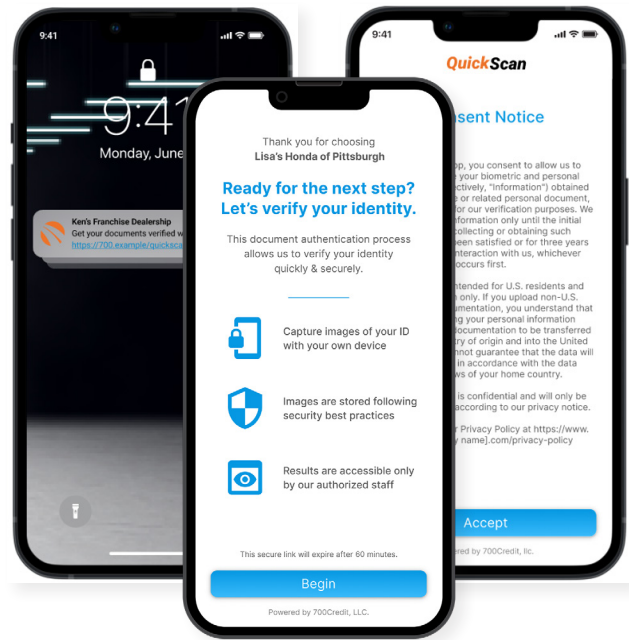 9:41
9:41
Monday, June
Ken's Franchise Dealership
Get your documents verified w
https://700.example/quicksca
Thank you for choosing
Lisa's Honda of Pittsburgh
Ready for the next step?
Let's verify your identity.
This document authentication process
allows us to verify your identity
quickly & securely.
Capture images of your ID
with your own device
Images are stored following
security best practices
Results are accessible only
by our authorized staff
This secure link will expire after 60 minutes.
Begin
Powered by 700Credit, LLC.
9:41
QuickScan
sent Notice
op, you consent to allow us to
your biometric and personal
ctively, "Information") obtained
e or related personal document,
for our verification purposes. We
nformation only until the initial
collecting or obtaining such
een satisfied or for three years
nteraction with us, whichever
occurs first.
ntended for U.S. residents and
only. If you upload non-U.S.
umentation, you understand that
g your personal information
documentation to be transferred
ry of origin and into the United
nnot guarantee that the data will
in accordance with the data
ws of your home country.
is confidential and will only be
according to our privacy notice.
r Privacy Policy at https://www.
y name].com/privacy-policy
Accept
ered by 700Credit, llc.